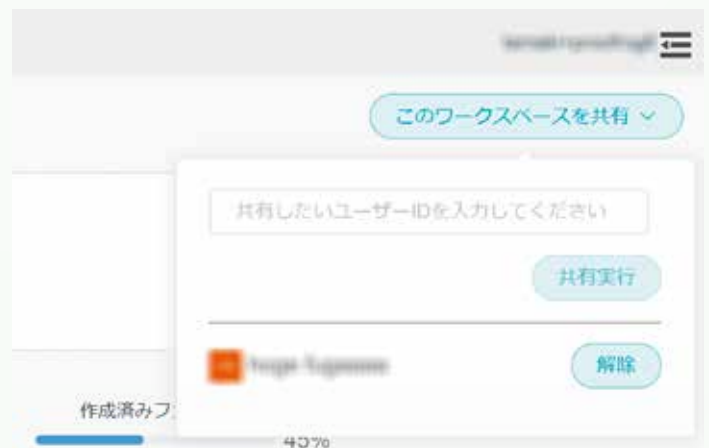 このワークスペースを共有
共有したいユーザーIDを入力してください
共有実行
解除
作成済みフ
45%